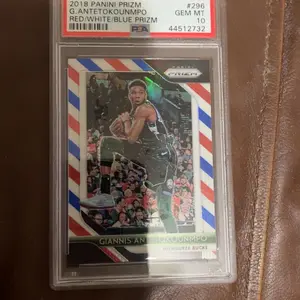 2018 PANINI PRIZM #296
G.ANTETOKOUNMPO GEM MT
RED/WHITE/BLUE PRIZM 10
PSA 44512732
PRIZM
GIANNIS ANTETOKOUNMPO
MILWAUKEE BUCKS